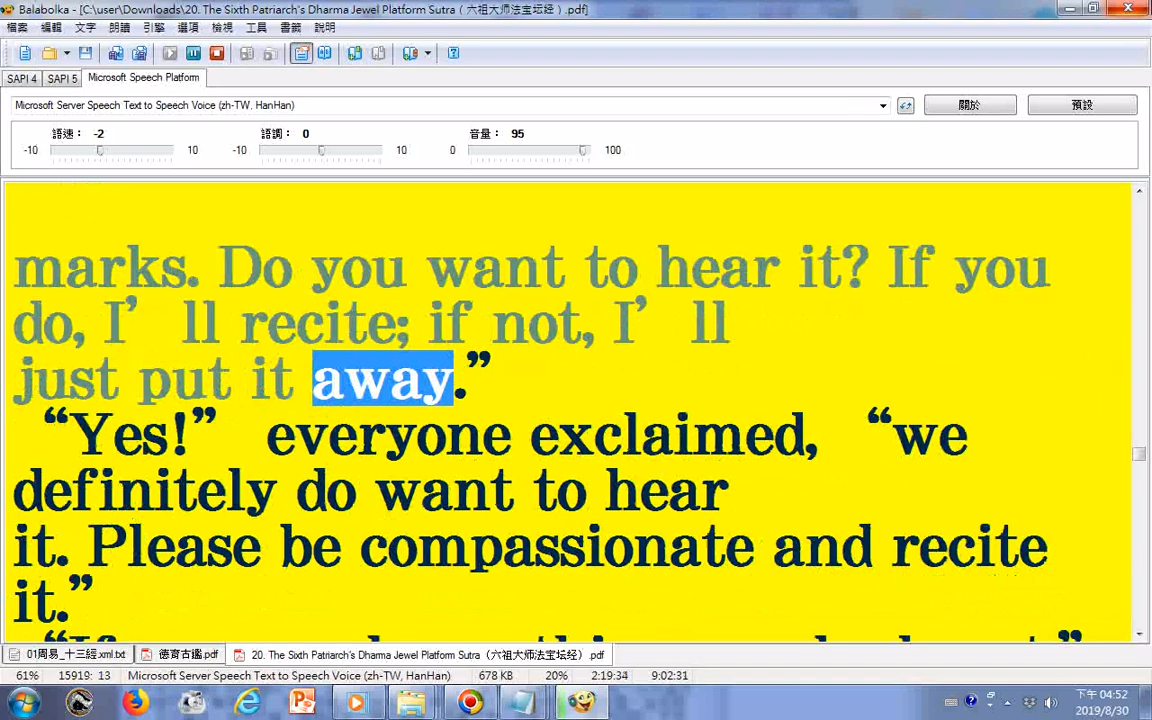 Balabolka - [C:\user\Downloads\20. The Sixth Patriarch's Dharma Jewel Platform Sutra（六祖大师法宝坛经）.pdf]
檔案 編輯 文字 朗讀 引擎 選項 檢視 工具 書籤 說明
SAPI 4 SAPI 5 Microsoft Speech Platform
Microsoft Server Speech Text to Speech Voice (zh-TW, HanHan) 關於 預設
語速： -2 語調： 0 音量： 95
-10 10 -10 10 0 100
marks. Do you want to hear it? If you
do, I’ ll recite; if not, I’ ll
just put it away.”
“Yes!” everyone exclaimed, “we
definitely do want to hear
it. Please be compassionate and recite
it.”
01周易_十三經.xml.txt 德育古鑑.pdf 20. The Sixth Patriarch's Dharma Jewel Platform Sutra（六祖大师法宝坛经）.pdf
61% 15919: 13 Microsoft Server Speech Text to Speech Voice (zh-TW, HanHan) 678 KB 20% 2:19:34 9:02:31
下午 04:52
2019/8/30